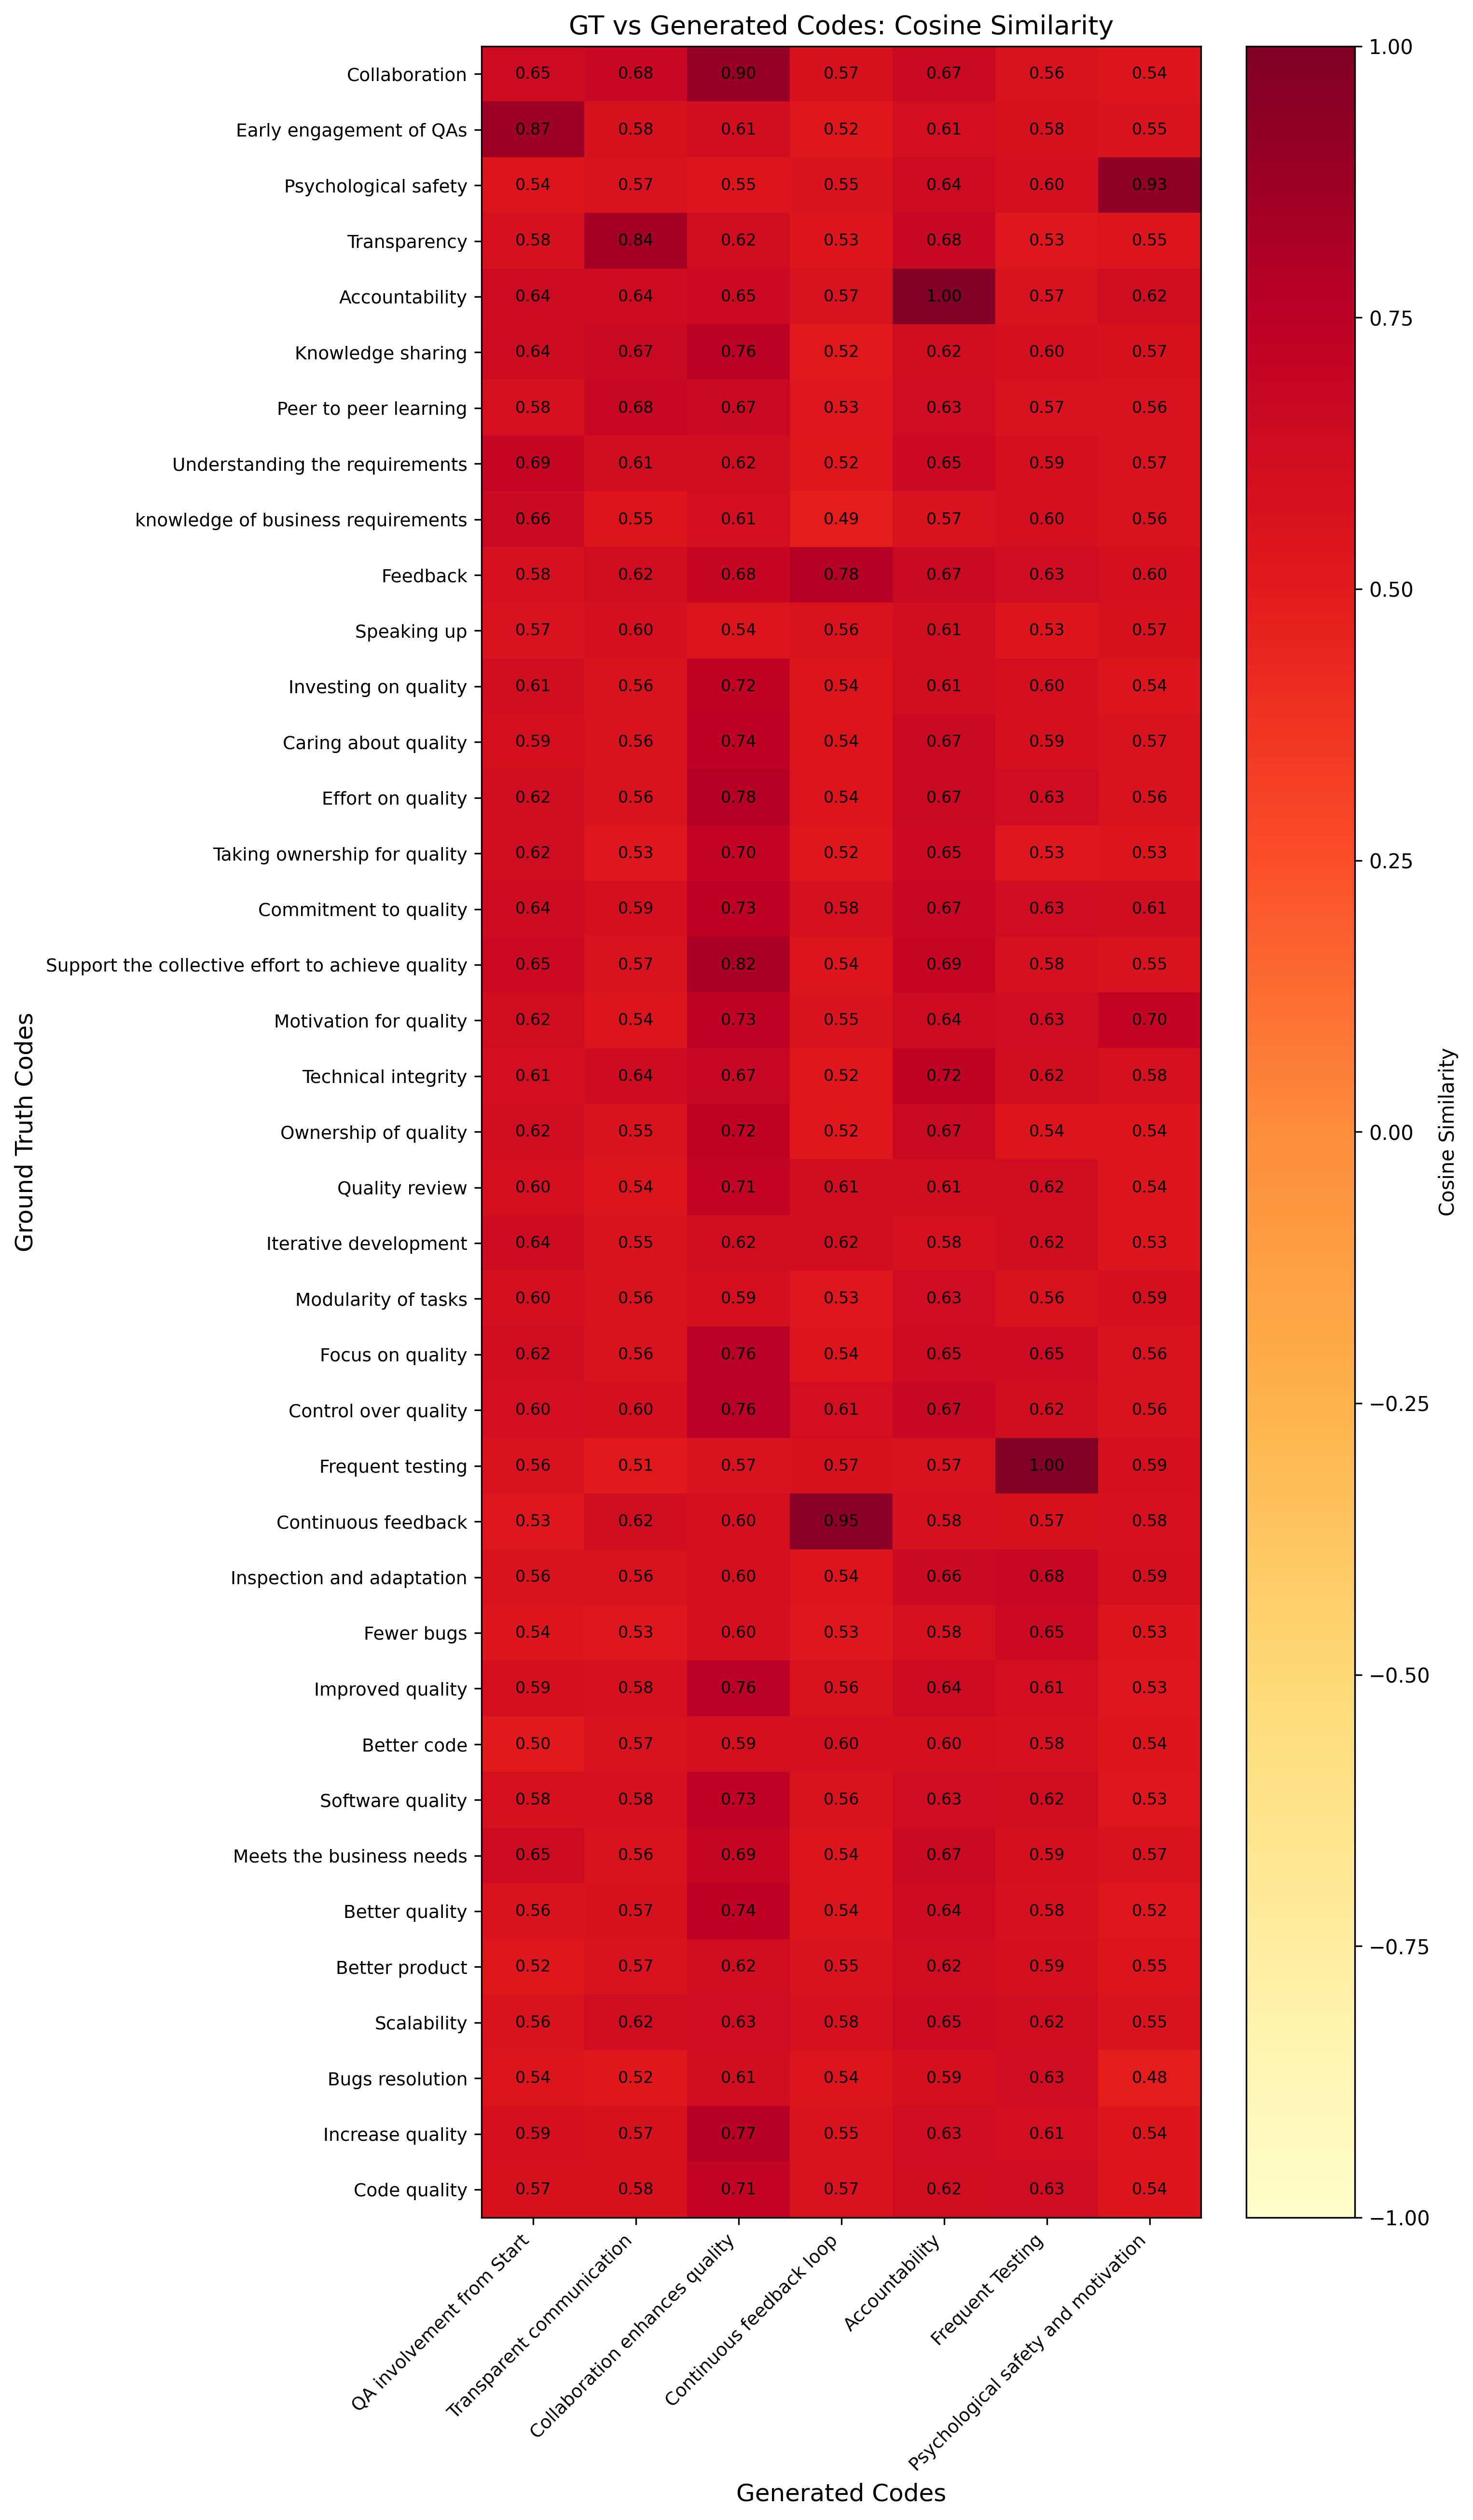 GT vs Generated Codes: Cosine Similarity
Collaboration 0.65 0.68 0.90 0.57 0.67 0.56 0.54
Early engagement of QAs 0.87 0.58 0.61 0.52 0.61 0.58 0.55
Psychological safety 0.54 0.57 0.55 0.55 0.64 0.60 0.93
Transparency 0.58 0.84 0.62 0.53 0.68 0.53 0.55
Accountability 0.64 0.64 0.65 0.57 1.00 0.57 0.62
Knowledge sharing 0.64 0.67 0.76 0.52 0.62 0.60 0.57
Peer to peer learning 0.58 0.68 0.67 0.53 0.63 0.57 0.56
Understanding the requirements 0.69 0.61 0.62 0.52 0.65 0.59 0.57
knowledge of business requirements 0.66 0.55 0.61 0.49 0.57 0.60 0.56
Feedback 0.58 0.62 0.68 0.78 0.67 0.63 0.60
Speaking up 0.57 0.60 0.54 0.56 0.61 0.53 0.57
Investing on quality 0.61 0.56 0.72 0.54 0.61 0.60 0.54
Caring about quality 0.59 0.56 0.74 0.54 0.67 0.59 0.57
Effort on quality 0.62 0.56 0.78 0.54 0.67 0.63 0.56
Taking ownership for quality 0.62 0.53 0.70 0.52 0.65 0.53 0.53
Commitment to quality 0.64 0.59 0.73 0.58 0.67 0.63 0.61
Support the collective effort to achieve quality 0.65 0.57 0.82 0.54 0.69 0.58 0.55
Motivation for quality 0.62 0.54 0.73 0.55 0.64 0.63 0.70
Technical integrity 0.61 0.64 0.67 0.52 0.72 0.62 0.58
Ownership of quality 0.62 0.55 0.72 0.52 0.67 0.54 0.54
Quality review 0.60 0.54 0.71 0.61 0.61 0.62 0.54
Iterative development 0.64 0.55 0.62 0.62 0.58 0.62 0.53
Modularity of tasks 0.60 0.56 0.59 0.53 0.63 0.56 0.59
Focus on quality 0.62 0.56 0.76 0.54 0.65 0.65 0.56
Control over quality 0.60 0.60 0.76 0.61 0.67 0.62 0.56
Frequent testing 0.56 0.51 0.57 0.57 0.57 1.00 0.59
Continuous feedback 0.53 0.62 0.60 0.95 0.58 0.57 0.58
Inspection and adaptation 0.56 0.56 0.60 0.54 0.66 0.68 0.59
Fewer bugs 0.54 0.53 0.60 0.53 0.58 0.65 0.53
Improved quality 0.59 0.58 0.76 0.56 0.64 0.61 0.53
Better code 0.50 0.57 0.59 0.60 0.60 0.58 0.54
Software quality 0.58 0.58 0.73 0.56 0.63 0.62 0.53
Meets the business needs 0.65 0.56 0.69 0.54 0.67 0.59 0.57
Better quality 0.56 0.57 0.74 0.54 0.64 0.58 0.52
Better product 0.52 0.57 0.62 0.55 0.62 0.59 0.55
Scalability 0.56 0.62 0.63 0.58 0.65 0.62 0.55
Bugs resolution 0.54 0.52 0.61 0.54 0.59 0.63 0.48
Increase quality 0.59 0.57 0.77 0.55 0.63 0.61 0.54
Code quality 0.57 0.58 0.71 0.57 0.62 0.63 0.54
Ground Truth Codes
QA involvement from Start
Transparent communication
Collaboration enhances quality
Continuous feedback loop
Accountability
Frequent Testing
Psychological safety and motivation
Generated Codes
1.00
0.75
0.50
0.25
0.00
−0.25
−0.50
−0.75
−1.00
Cosine Similarity